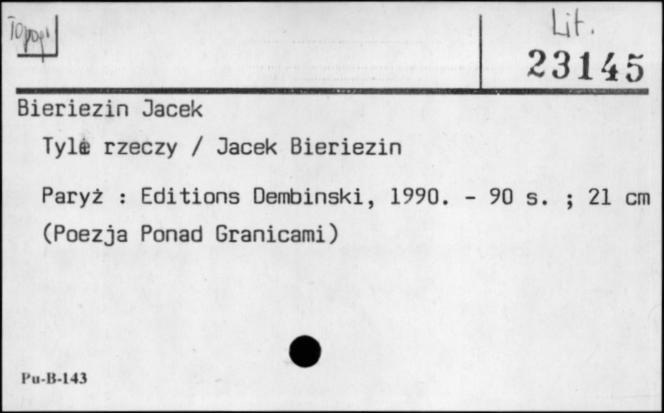 Topogr
Lit.
23145
Bieriezin Jacek
Tyle rzeczy / Jacek Bieriezin
Paryż : Editions Dembinski, 1990. - 90 s. ; 21 cm
(Poezja Ponad Granicami)
Pu-B-143